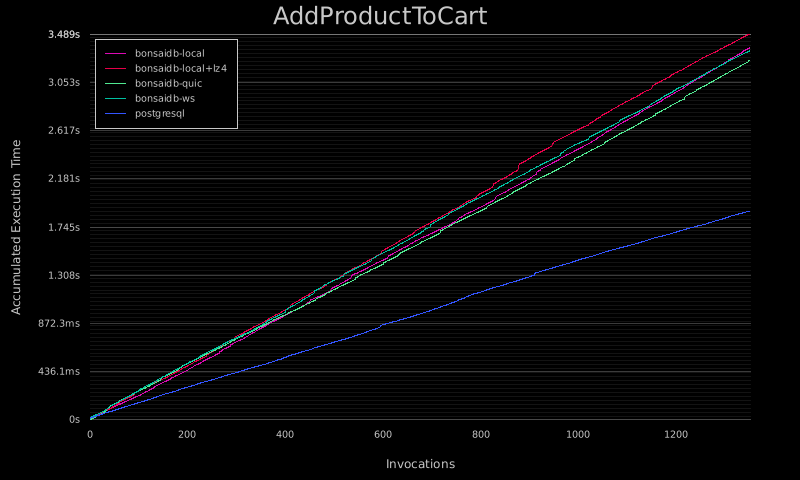 AddProductToCart
3.489s
3.053s
2.617s
2.181s
1.745s
1.308s
872.3ms
436.1ms
0s
bonsaidb-local
bonsaidb-local+lz4
bonsaidb-quic
bonsaidb-ws
postgresql
Accumulated Execution Time
0 200 400 600 800 1000 1200
Invocations